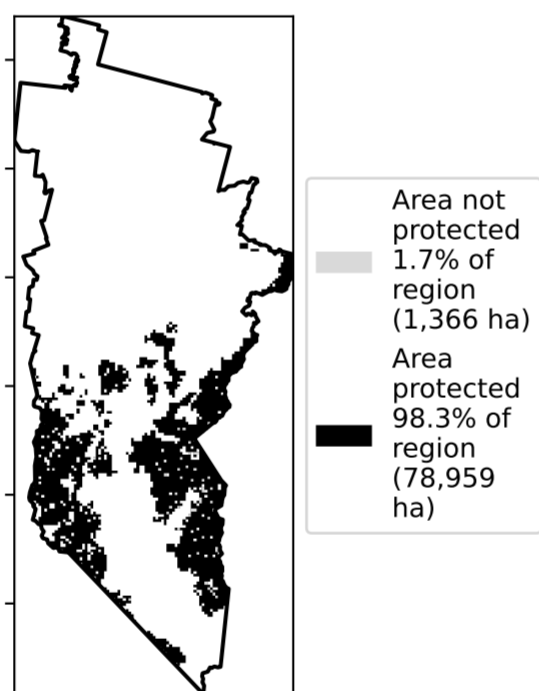 Area not
protected
1.7% of
region
(1,366 ha)
Area
protected
98.3% of
region
(78,959
ha)